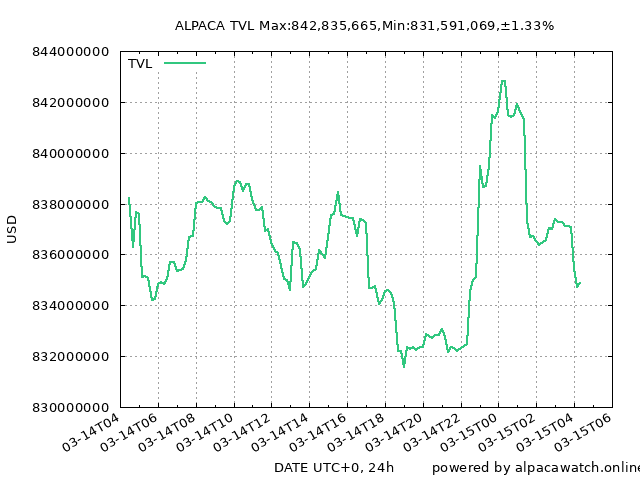 ALPACA TVL Max:842,835,665,Min:831,591,069,±1.33%
TVL
844000000
842000000
840000000
838000000
836000000
834000000
832000000
830000000
USD
03-14T04
03-14T06
03-14T08
03-14T10
03-14T12
03-14T14
03-14T16
03-14T18
03-14T20
03-14T22
03-15T00
03-15T02
03-15T04
03-15T06
DATE UTC+0, 24h
powered by alpacawatch.online